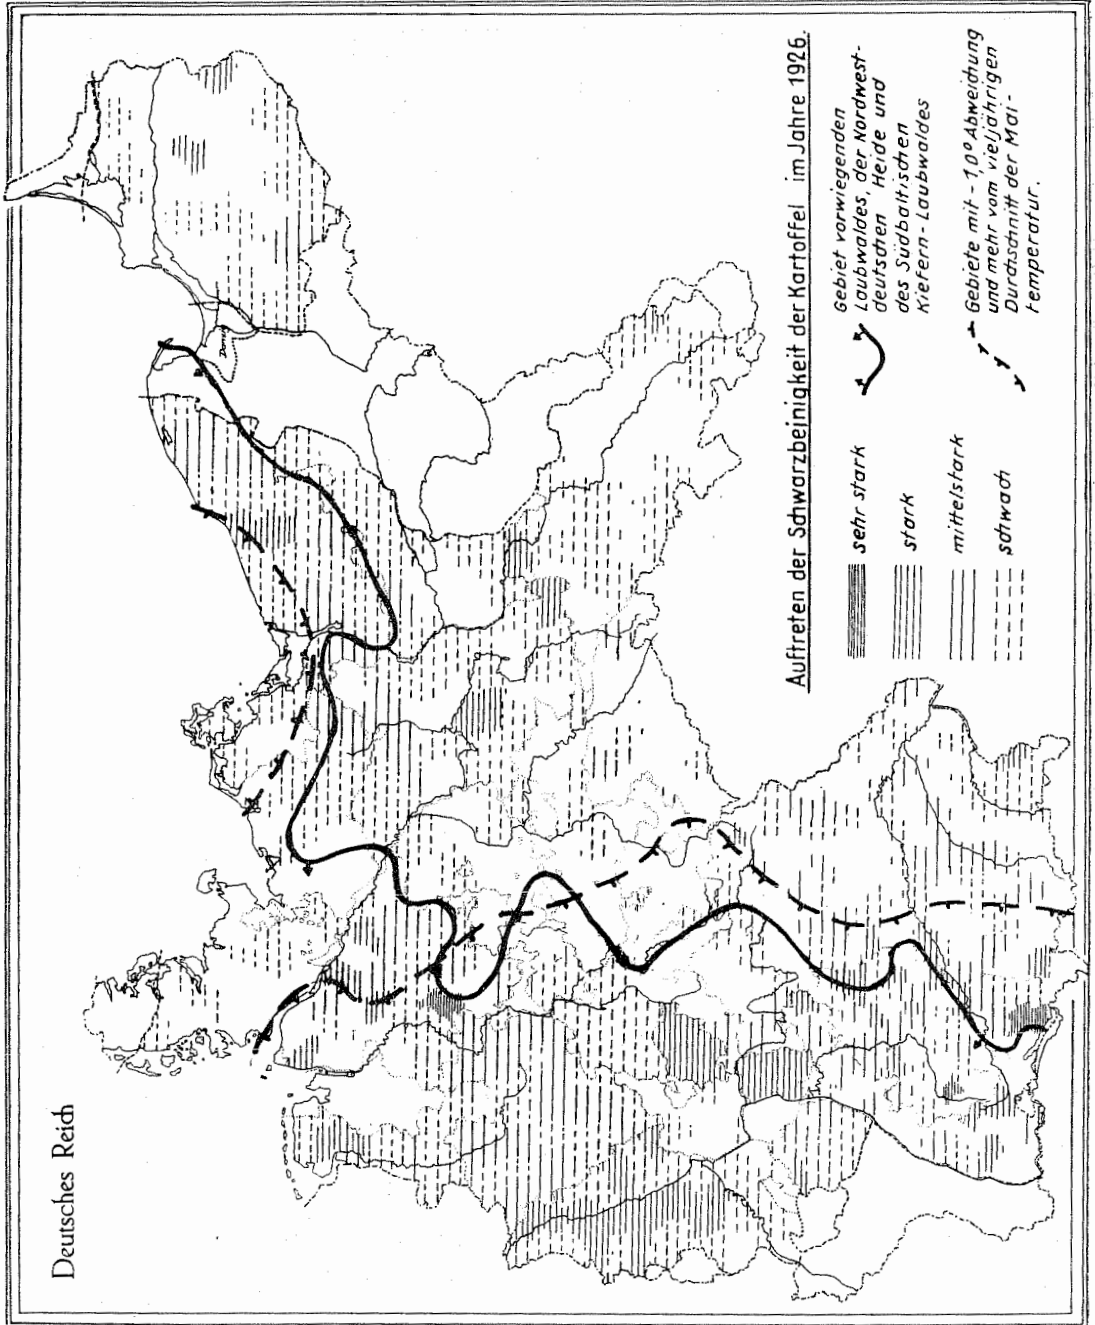 Deutsches Reich
Auftreten der Schwarzbeinigkeit der Kartoffel im Jahre 1926.
sehr stark
stark
mittelstark
schwach
Gebiet vorwiegenden
Laubwaldes, der Nordwest-
deutschen Heide und
des Südbaltischen
Kiefern-Laubwaldes
Gebiete mit -1,0° Abweichung
und mehr vom vieljährigen
Durchschnitt der Mai-
temperatur.